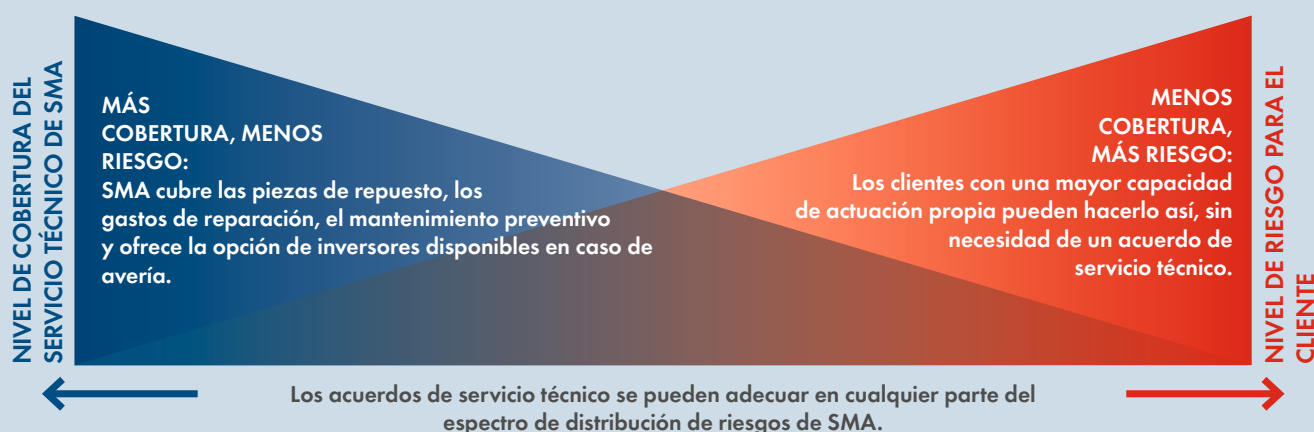 NIVEL DE COBERTURA DEL
SERVICIO TÉCNICO DE SMA
MÁS
COBERTURA, MENOS
RIESGO:
SMA cubre las piezas de repuesto, los
gastos de reparación, el mantenimiento preventivo
y ofrece la opción de inversores disponibles en caso de
avería.
MENOS
COBERTURA,
MÁS RIESGO:
Los clientes con una mayor capacidad
de actuación propia pueden hacerlo así, sin
necesidad de un acuerdo de
servicio técnico.
NIVEL DE RIESGO PARA EL
CLIENTE
Los acuerdos de servicio técnico se pueden adecuar en cualquier parte del
espectro de distribución de riesgos de SMA.